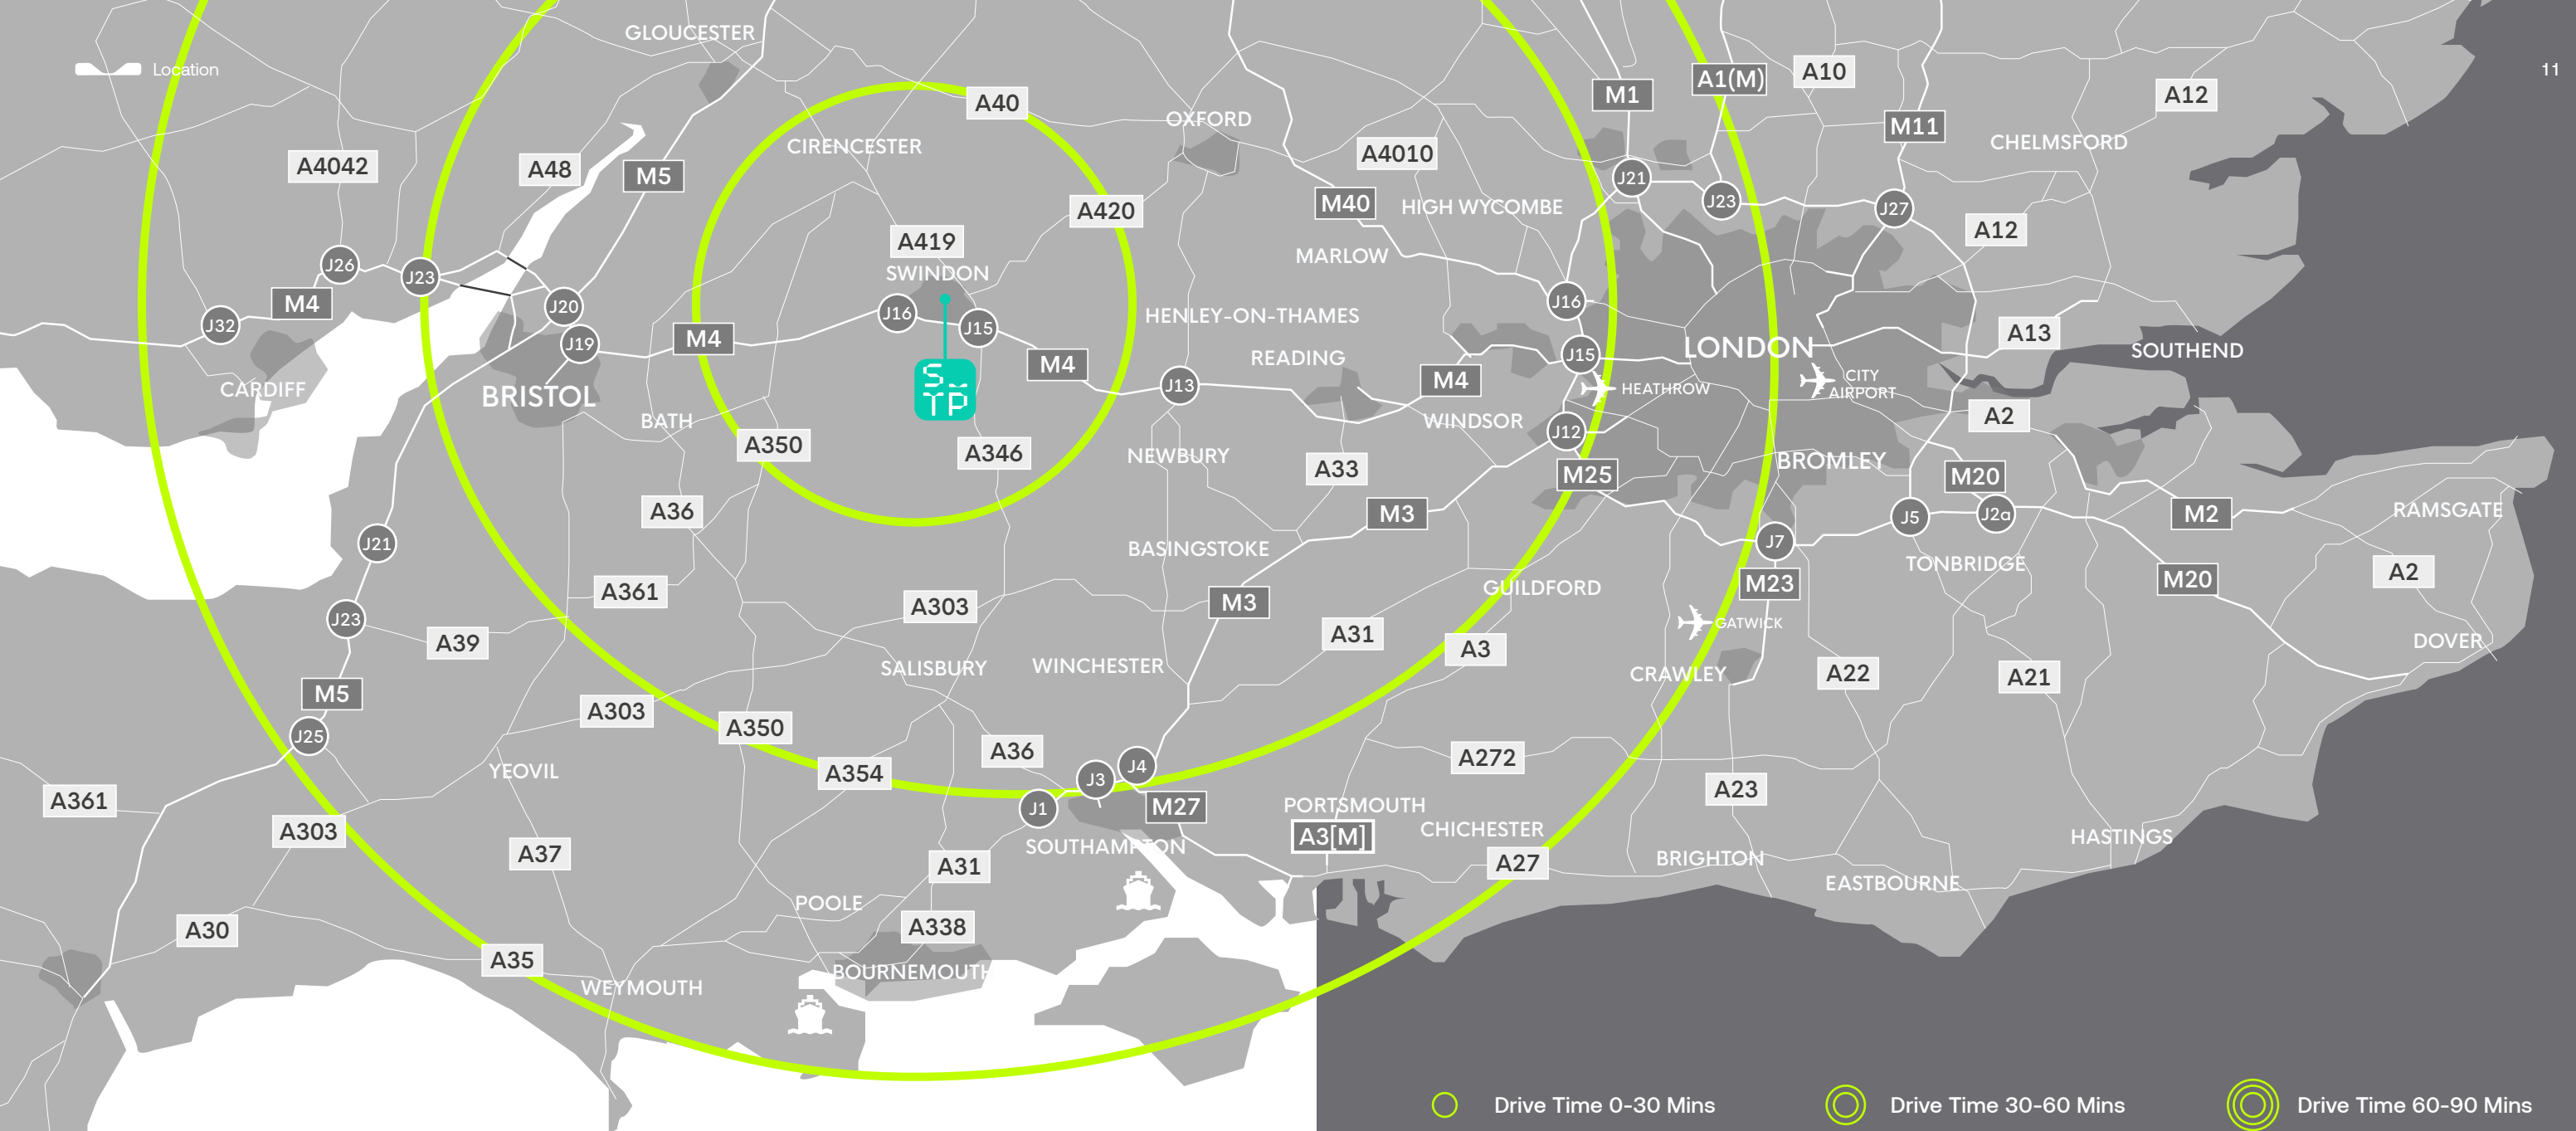 GLOUCESTER
Location
11
A1(M)
A10
M1
A12
A40
OXFORD
M11
CHELMSFORD
CIRENCESTER
A4010
A4042
A48
M5
J21
M40
HIGH WYCOMBE
J23
J27
A420
A12
A419
MARLOW
J26
J23
SWINDON
M4
J20
J16
J16
HENLEY-ON-THAMES
J32
J15
A13
M4
J19
LONDON
SOUTHEND
READING
J15
M4
CARDIFF
BRISTOL
STP
J13
M4
HEATHROW
CITY
AIRPORT
BATH
WINDSOR
A2
J12
A350
A346
NEWBURY
A33
BROMLEY
M25
M20
A36
M3
J5
J2a
M2
RAMSGATE
J21
BASINGSTOKE
J7
TONBRIDGE
A361
GUILDFORD
M23
M20
A2
A303
M3
J23
A39
A31
A3
GATWICK
DOVER
SALISBURY
WINCHESTER
CRAWLEY
A22
A21
M5
A303
A350
J25
A36
A272
YEOVIL
A354
J3
J4
A23
A361
J1
M27
PORTSMOUTH
A303
A3[M]
CHICHESTER
HASTINGS
A37
SOUTHAMPTON
A31
A27
BRIGHTON
EASTBOURNE
POOLE
A30
A338
A35
BOURNEMOUTH
WEYMOUTH
Drive Time 0-30 Mins
Drive Time 30-60 Mins
Drive Time 60-90 Mins